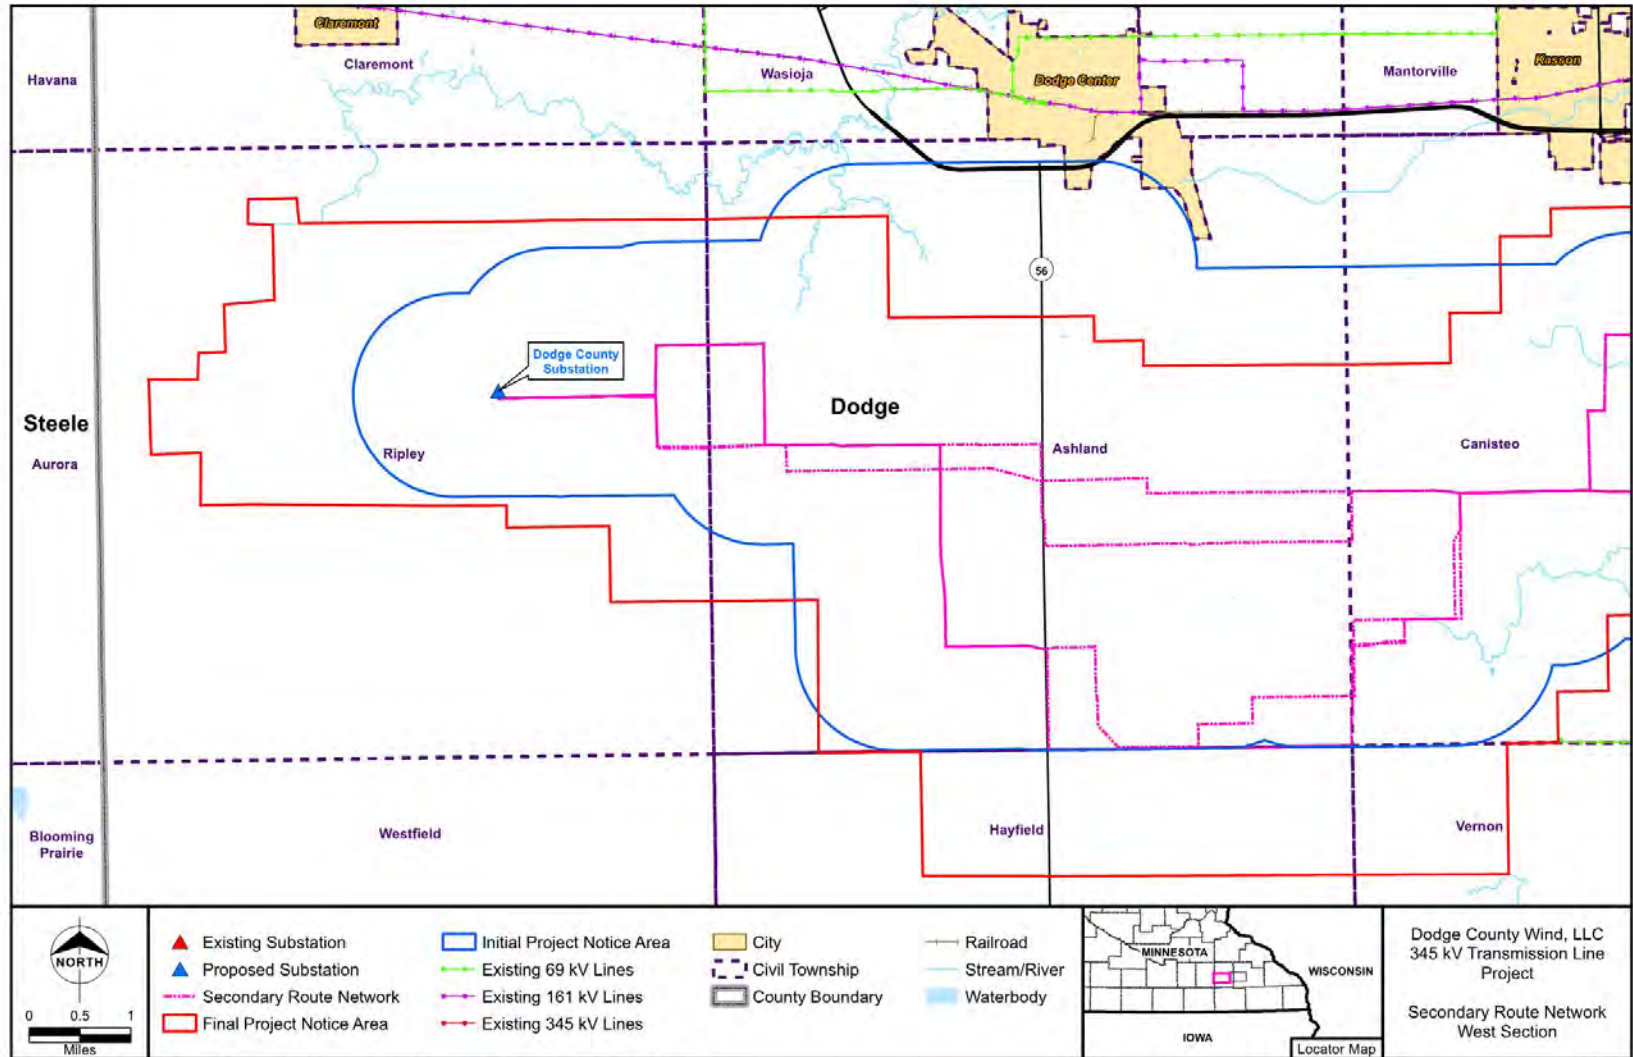 Claremont
Havana
Claremont
Wasioja
Dodge Center
Mantorville
Kasson
56
Dodge County
Substation
Steele
Dodge
Aurora
Ripley
Ashland
Canisteo
Blooming
Prairie
Westfield
Hayfield
Vernon
NORTH
0 0.5 1
Miles
Existing Substation
Proposed Substation
Secondary Route Network
Final Project Notice Area
Initial Project Notice Area
Existing 69 kV Lines
Existing 161 kV Lines
Existing 345 kV Lines
City
Civil Township
County Boundary
Railroad
Stream/River
Waterbody
MINNESOTA
WISCONSIN
IOWA
Locator Map
Dodge County Wind, LLC
345 kV Transmission Line
Project
Secondary Route Network
West Section